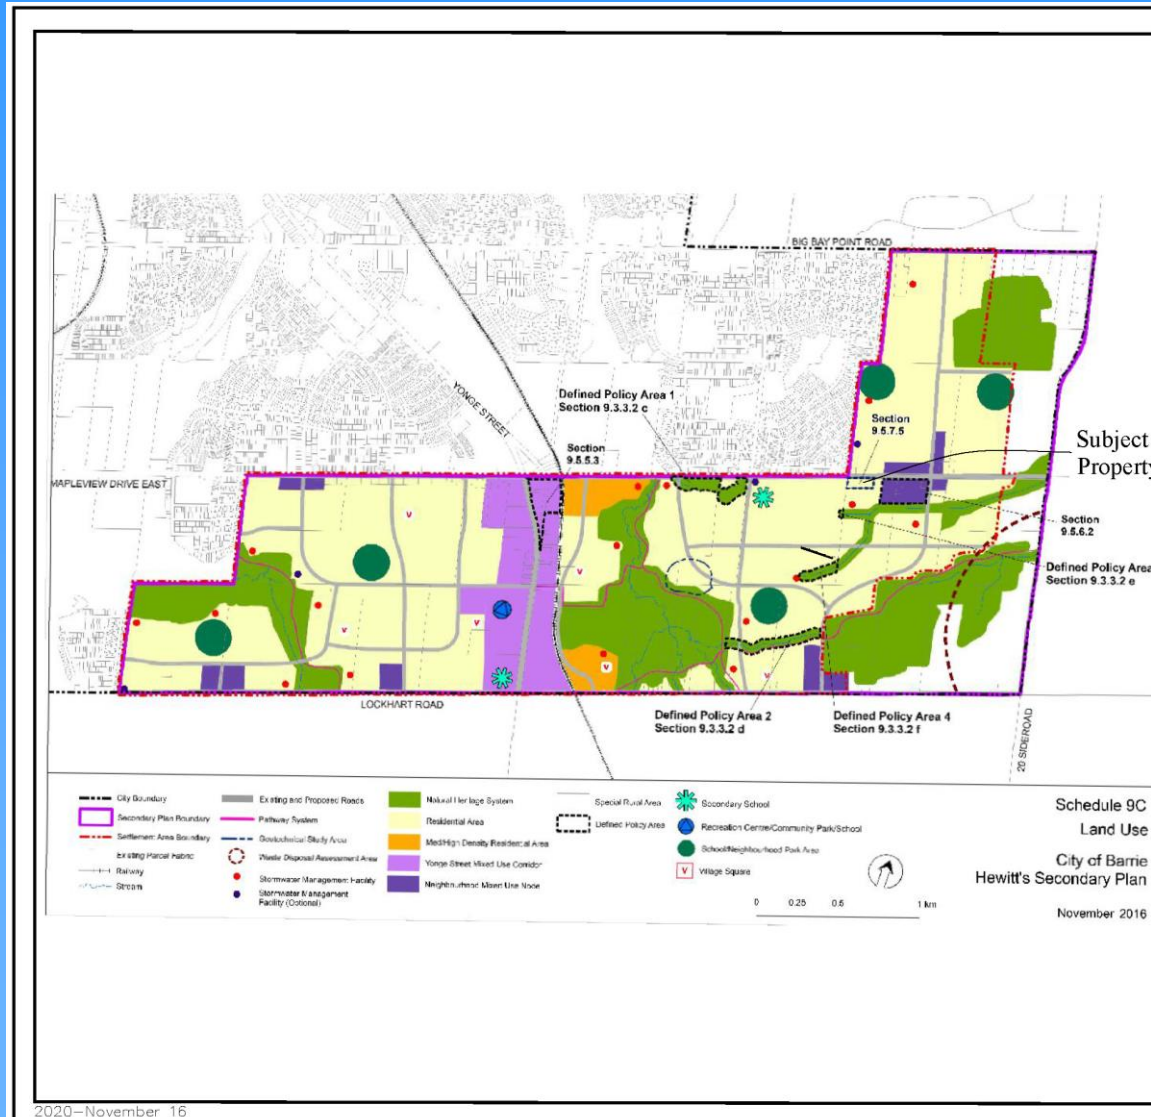 BIG BAY POINT ROAD
Defined Policy Area 1
Section 9.3.3.2 c
YONGE STREET
Section
9.5.7.5
Subject
Property
Section
9.5.5.3
MAPLEVIEW DRIVE EAST
V
Section
9.5.6.2
Defined Policy Area
Section 9.3.3.2 e
V
V
V
V
V
LOCKHART ROAD
Defined Policy Area 2
Section 9.3.3.2 d
Defined Policy Area 4
Section 9.3.3.2 f
20 SIDEROAD
City Boundary
Secondary Plan Boundary
Settlement Area Boundary
Existing Parcel Fabric
Railway
Stream
Existing and Proposed Roads
Pathway System
Geotechnical Study Area
Waste Disposal Assessment Area
Stormwater Management Facility
Stormwater Management
Facility (Optional)
Natural Heritage System
Residential Area
Med/High Density Residential Area
Yonge Street Mixed Use Corridor
Neighbourhood Mixed Use Node
Special Rural Area
Defined Policy Area
Secondary School
Recreation Centre/Community Park/School
School/Neighbourhood Park Area
V Village Square
0 0.25 0.5 1 km
Schedule 9C
Land Use
City of Barrie
Hewitt's Secondary Plan
November 2016
2020-November 16